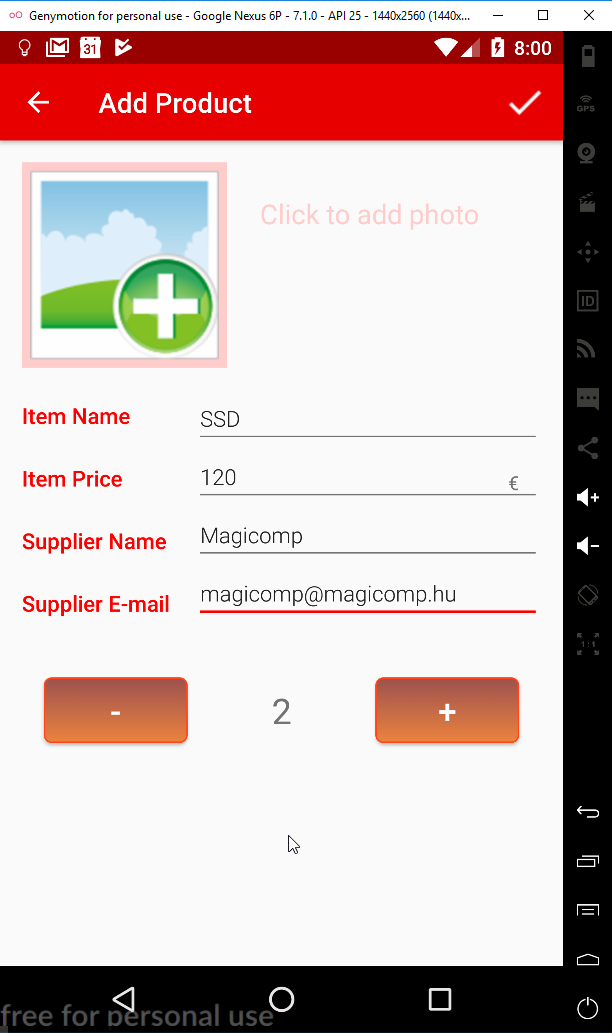 Genymotion for personal use - Google Nexus 6P - 7.1.0 - API 25 - 1440x2560 (1440x...
31 8:00
Add Product
GPS
Click to add photo
ID
Item Name SSD
Item Price 120 €
Supplier Name Magicomp
Supplier E-mail magicomp@magicomp.hu
1:1
- 2 +
free for personal use